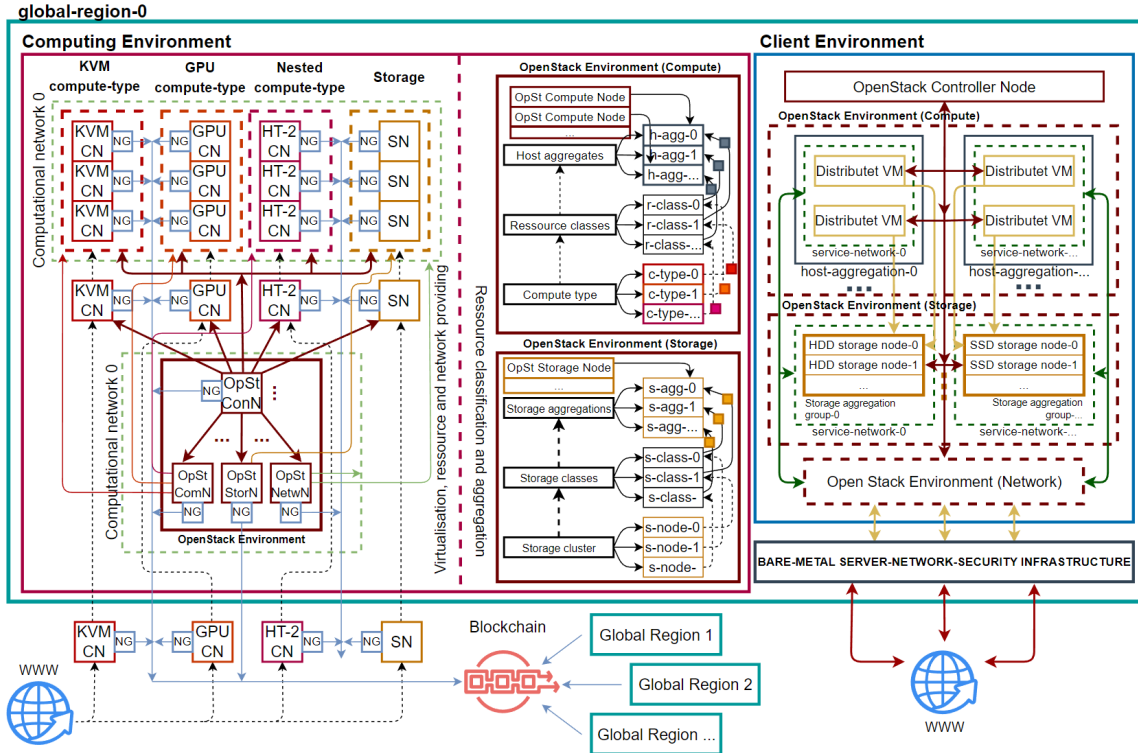 global-region-0
Computing Environment
KVM
compute-type
GPU
compute-type
Nested
compute-type
Storage
Computational network 0
KVM
CN
NG
GPU
CN
NG
HT-2
CN
NG
SN
NG
KVM
CN
NG
GPU
CN
NG
HT-2
CN
NG
SN
NG
KVM
CN
NG
GPU
CN
NG
HT-2
CN
NG
SN
NG
KVM
CN
NG
GPU
CN
NG
HT-2
CN
NG
SN
NG
Computational network 0
OpSt
ConN
NG
...
....
....
OpSt
ComN
NG
OpSt
StorN
NG
OpSt
NetwN
NG
OpenStack Environment
Virtualisation, resource and network providing
Ressource classification and aggregation
OpenStack Environment (Compute)
OpSt Compute Node
OpSt Compute Node
...
Host aggregates
h-agg-0
h-agg-1
h-agg-...
Ressource classes
r-class-0
r-class-1
r-class-...
Compute type
c-type-0
c-type-1
c-type-...
OpenStack Environment (Storage)
OpSt Storage Node
...
Storage aggregations
s-agg-0
s-agg-1
s-agg-...
Storage classes
s-class-0
s-class-1
s-class-
Storage cluster
s-node-0
s-node-1
s-node-
Client Environment
OpenStack Controller Node
OpenStack Environment (Compute)
Distributet VM
Distributet VM
Distributet VM
Distributet VM
service-network-0
service-network-...
host-aggregation-0
host-aggregation-...
...
...
OpenStack Environment (Storage)
HDD storage node-0
HDD storage node-1
...
SSD storage node-0
SSD storage node-1
...
Storage aggregation
group-0
Storage aggregation
group-...
service-network-0
service-network-...
Open Stack Environment (Network)
BARE-METAL SERVER-NETWORK-SECURITY INFRASTRUCTURE
WWW
KVM
CN
NG
GPU
CN
NG
HT-2
CN
NG
SN
NG
WWW
Blockchain
Global Region 1
Global Region 2
Global Region ...